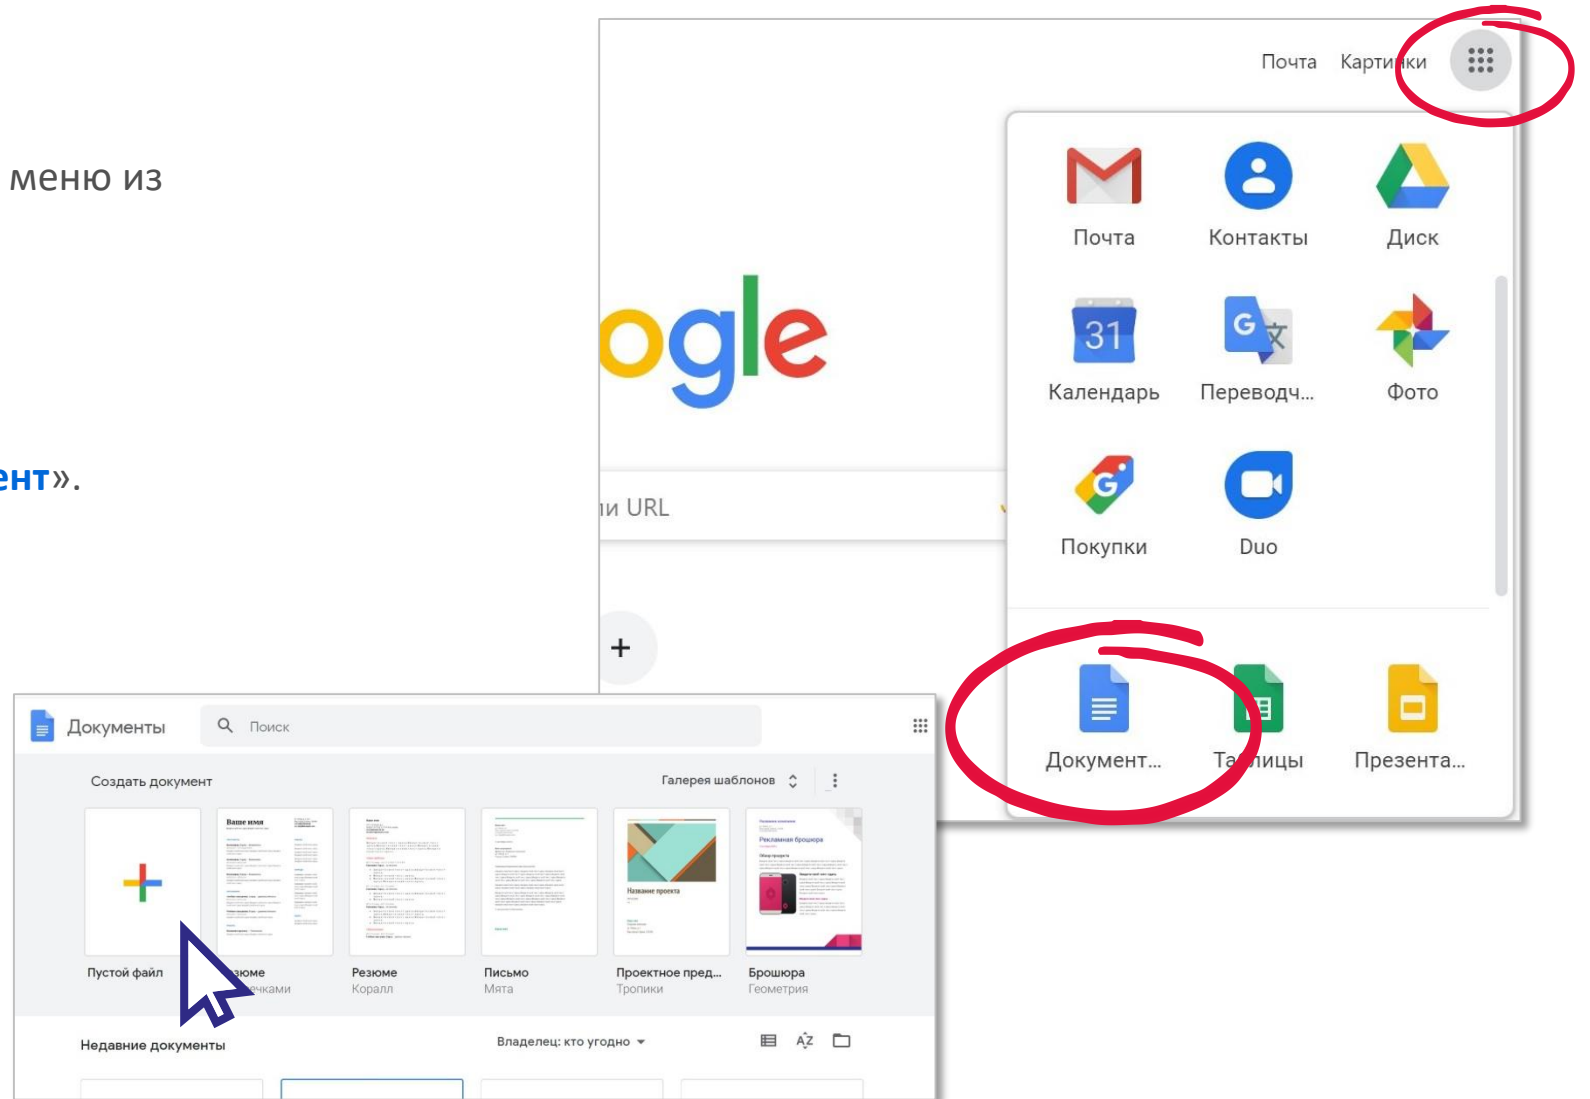 Почта Картинки
меню из
Почта Контакты Диск
31
Календарь Переводч... Фото
ogle
ент».
ли URL
G
Покупки Duo
+
Документ... Таблицы Презента...
Документы Поиск
Создать документ Галерея шаблонов
Ваше имя
Рекламная брошюра
Название проекта
Пустой файл Резюме Письмо Проектное пред... Брошюра
Коралл Мята Тропики Геометрия
Недавние документы Владелец: кто угодно AZ